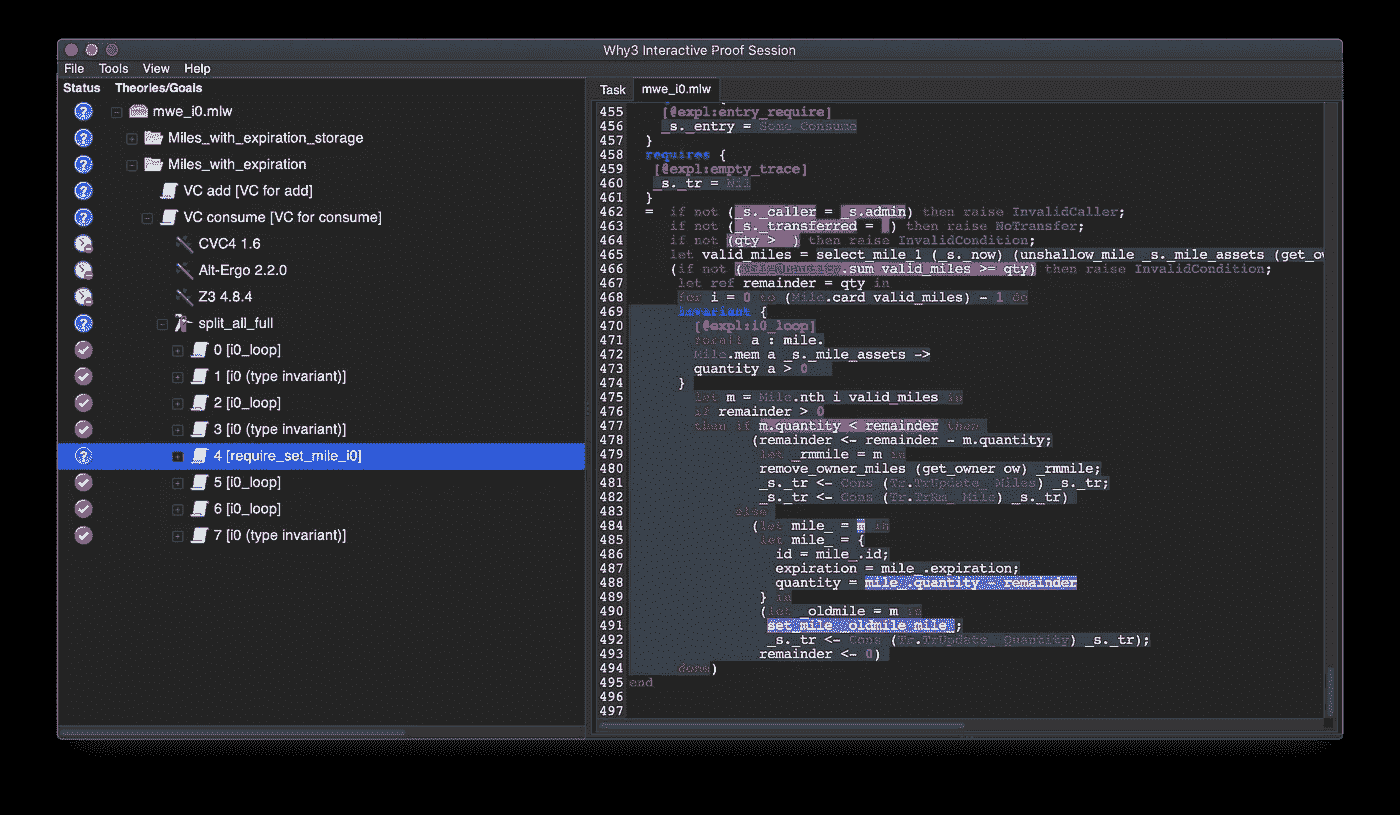 Why3 Interactive Proof Session
File Tools View Help
Status Theories/Goals
mwe_i0.mlw
Miles_with_expiration_storage
Miles_with_expiration
VC add [VC for add]
VC consume [VC for consume]
CVC4 1.6
Alt-Ergo 2.2.0
Z3 4.8.4
split_all_full
0 [i0_loop]
1 [i0 (type invariant)]
2 [i0_loop]
3 [i0 (type invariant)]
4 [require_set_mile_i0]
5 [i0_loop]
6 [i0_loop]
7 [i0 (type invariant)]
Task mwe_i0.mlw
455 [@expl:entry_require]
456 _s._entry = Some Consume
457 }
458 requires {
459 [@expl:empty_trace]
460 _s._tr = Nil
461 }
462 = if not (_s._caller = _s.admin) then raise InvalidCaller;
463 if not (_s._transferred = ) then raise NoTransfer;
464 if not (qty > ) then raise InvalidCondition;
465 let valid_miles = select_mile_1 (_s._now) (unshallow_mile _s._mile_assets (get_ow
466 (if not ( .sum valid_miles >= qty) then raise InvalidCondition;
467 let ref remainder = qty in
468 for i = 0 to (Mile.card valid_miles) - 1 do
469 invariant {
470 [@expl:i0_loop]
471 forall a : mile.
472 Mile.mem a _s._mile_assets ->
473 quantity a > 0
474 }
475 let m = Mile.nth i valid_miles in
476 if remainder > 0
477 then if m.quantity < remainder then
478 (remainder <- remainder - m.quantity;
479 let _rmmile = m in
480 remove_owner_miles (get_owner ow) _rmmile;
481 _s._tr <- Cons (Tr.TrUpdate_ Miles) _s._tr;
482 _s._tr <- Cons (Tr.TrRm_ Mile) _s._tr)
483 else
484 (let mile_ = m in
485 let mile_ = {
486 id = mile_.id;
487 expiration = mile_.expiration;
488 quantity = mile_.quantity - remainder
489 } in
490 (let _oldmile = m in
491 set_mile _oldmile mile_;
492 _s._tr <- Cons (Tr.TrUpdate_ Quantity) _s._tr);
493 remainder <- 0)
494 done)
495 end
496
497